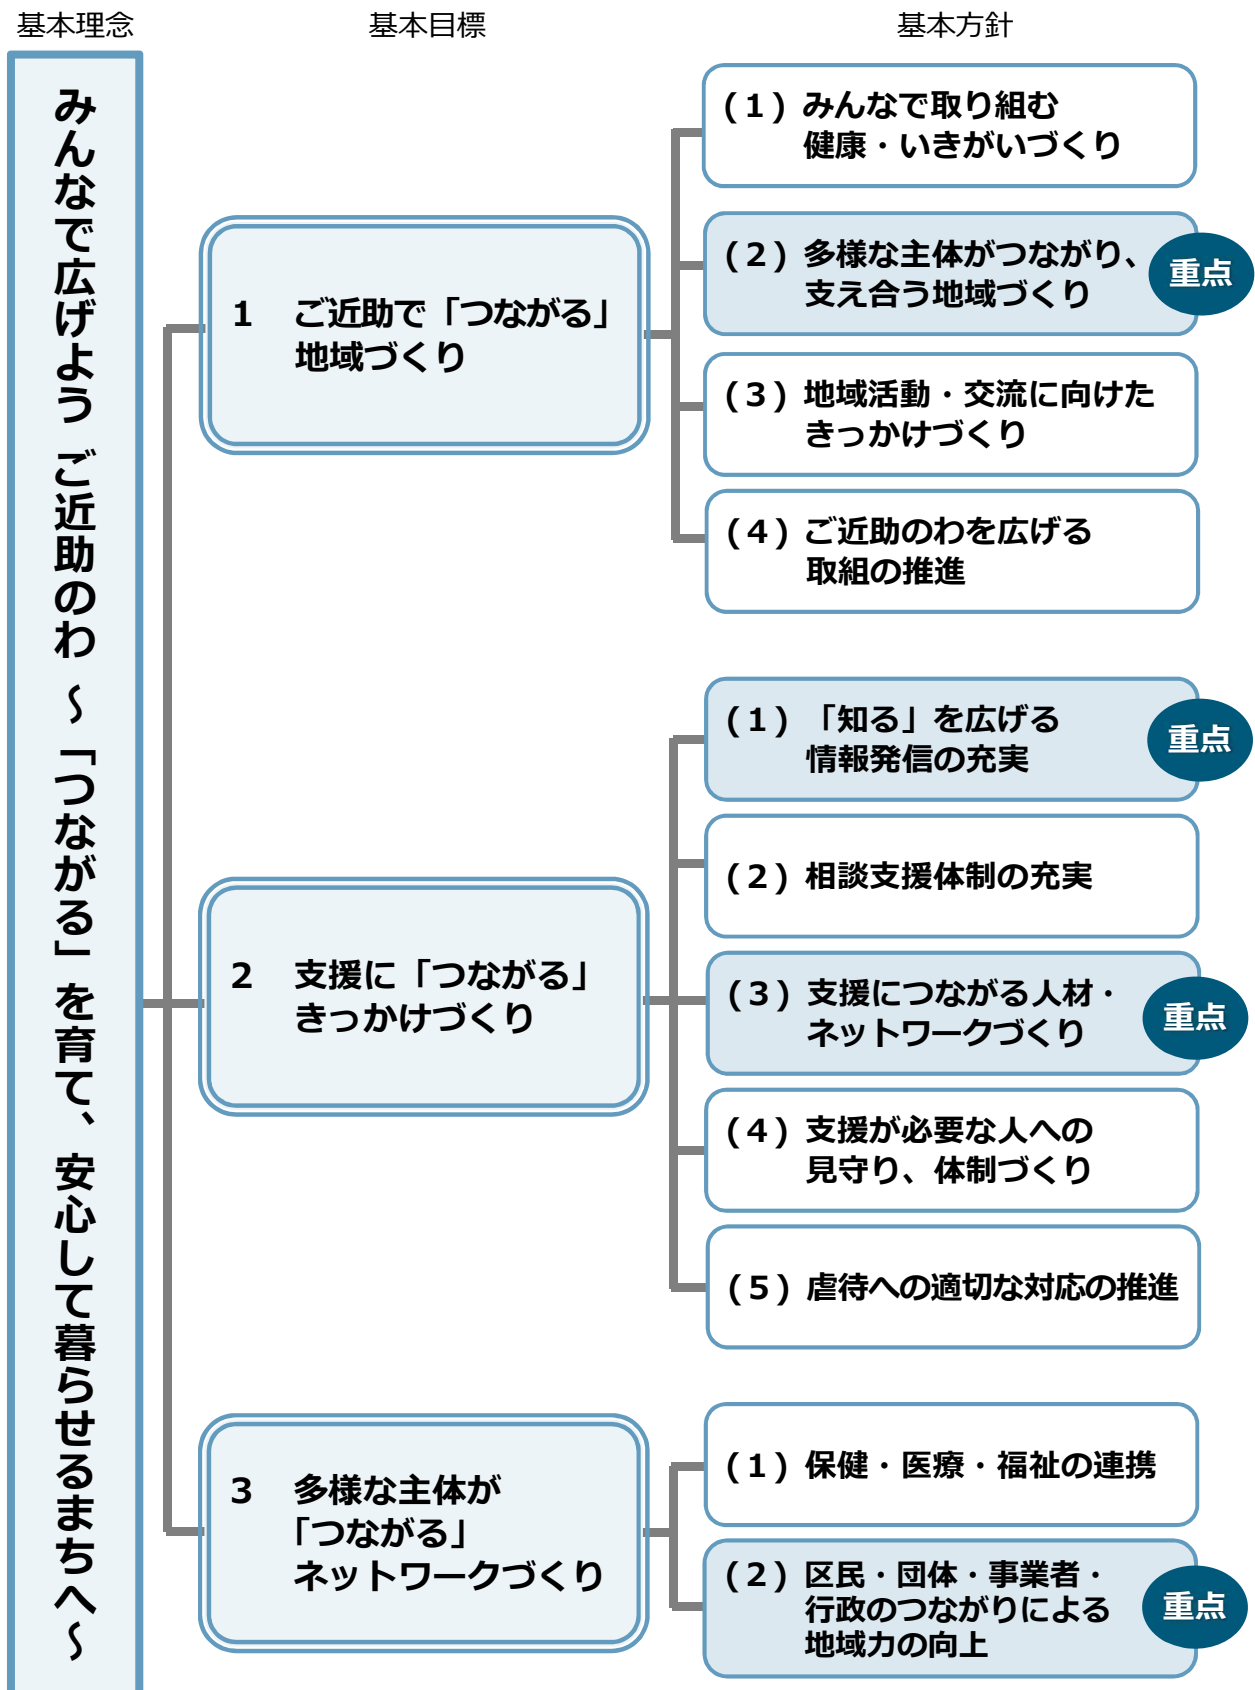 基本理念
基本目標
基本方針
みんなで広げよう ご近助のわ ～「つながる」を育て、安心して暮らせるまちへ～
1 ご近助で「つながる」
地域づくり
(1) みんなで取り組む
健康・いきがいづくり
(2) 多様な主体がつながり、
支え合う地域づくり
重点
(3) 地域活動・交流に向けた
きっかけづくり
(4) ご近助のわを広げる
取組の推進
2 支援に「つながる」
きっかけづくり
(1) 「知る」を広げる
情報発信の充実
重点
(2) 相談支援体制の充実
(3) 支援につながる人材・
ネットワークづくり
重点
(4) 支援が必要な人への
見守り、体制づくり
(5) 虐待への適切な対応の推進
3 多様な主体が
「つながる」
ネットワークづくり
(1) 保健・医療・福祉の連携
(2) 区民・団体・事業者・
行政のつながりによる
地域力の向上
重点